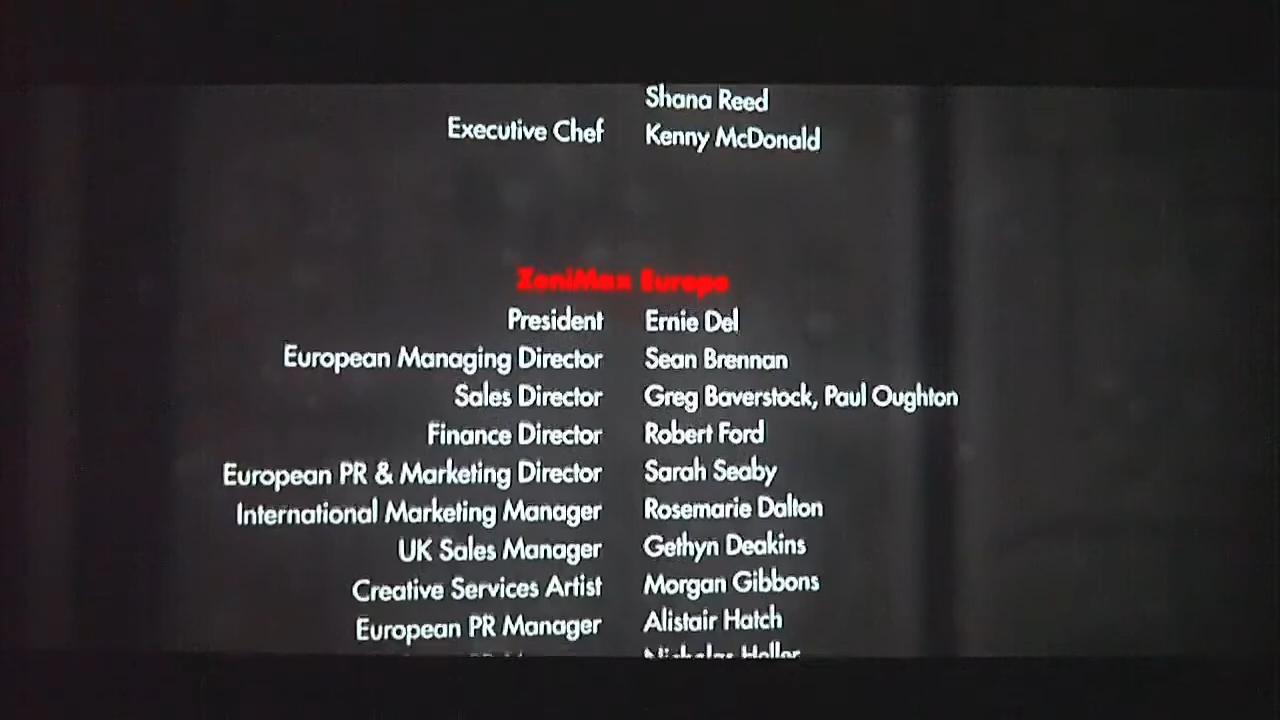 Shana Reed
Executive Chef Kenny McDonald
ZeniMax Europe
President Ernie Del
European Managing Director Sean Brennan
Sales Director Greg Baverstock, Paul Oughton
Finance Director Robert Ford
European PR & Marketing Director Sarah Seaby
International Marketing Manager Rosemarie Dalton
UK Sales Manager Gethyn Deakins
Creative Services Artist Morgan Gibbons
European PR Manager Alistair Hatch